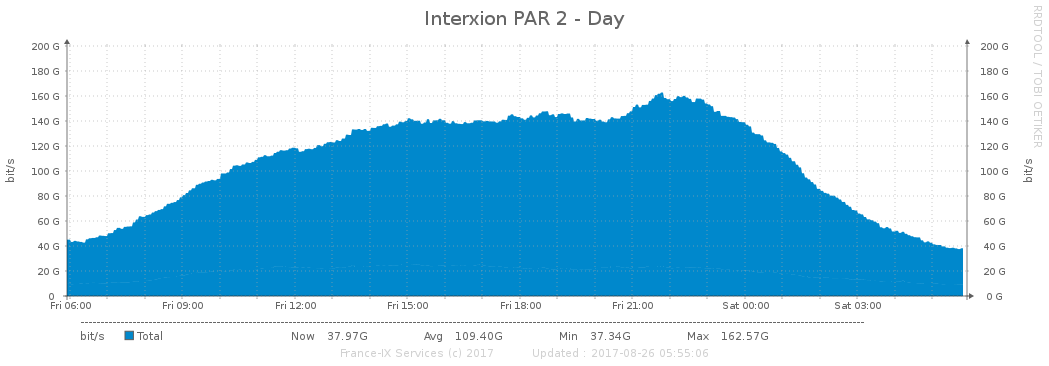 Interxion PAR 2 - Day
RRDTOOL / TOBI OETIKER
bit/s
200 G 200 G
180 G 180 G
160 G 160 G
140 G 140 G
120 G 120 G
100 G 100 G
80 G 80 G
60 G 60 G
40 G 40 G
20 G 20 G
0 0 G
bit/s
Fri 06:00 Fri 09:00 Fri 12:00 Fri 15:00 Fri 18:00 Fri 21:00 Sat 00:00 Sat 03:00
bit/s Total Now 37.97G Avg 109.40G Min 37.34G Max 162.57G
France-IX Services (c) 2017 Updated : 2017-08-26 05:55:06